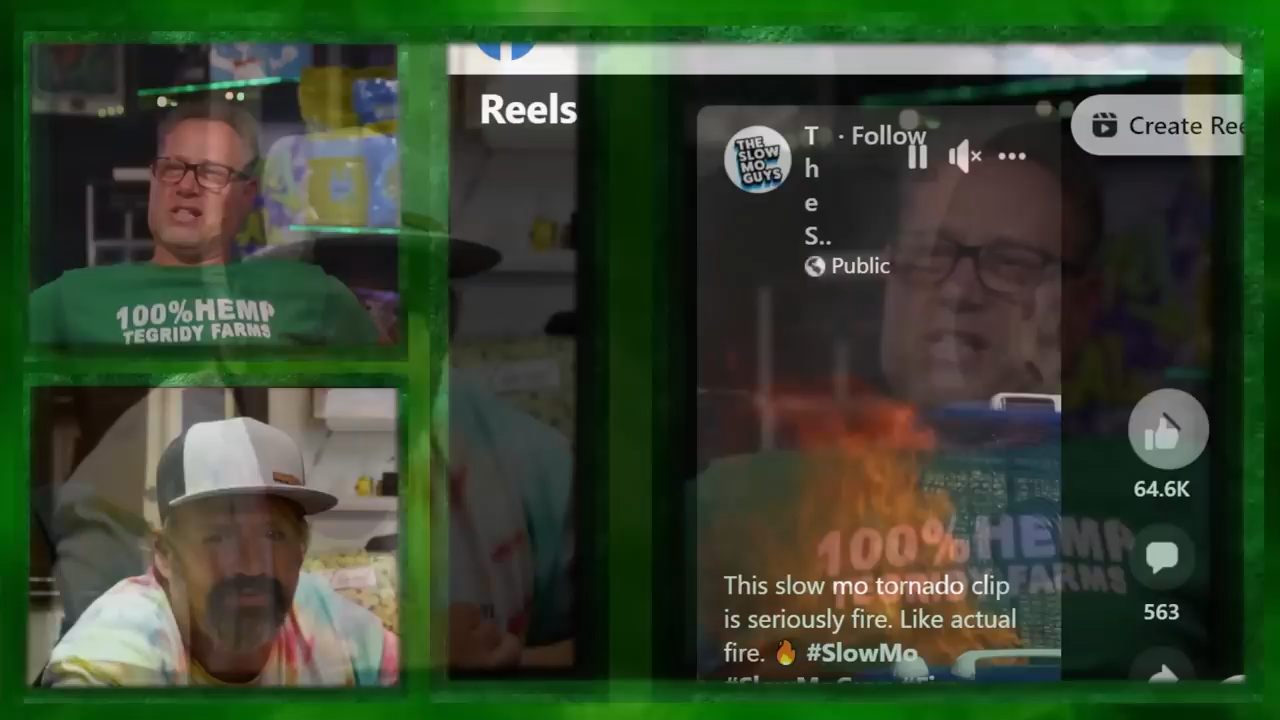 100% HEMP
TEGRIDY FARMS
Reels
Create Ree
THE
SLOW
MO
GUYS
T · Follow
h
e
S..
Public
64.6K
563
100% HEMP
FARMS
This slow mo tornado clip
is seriously fire. Like actual
fire. 🔥 #SlowMo